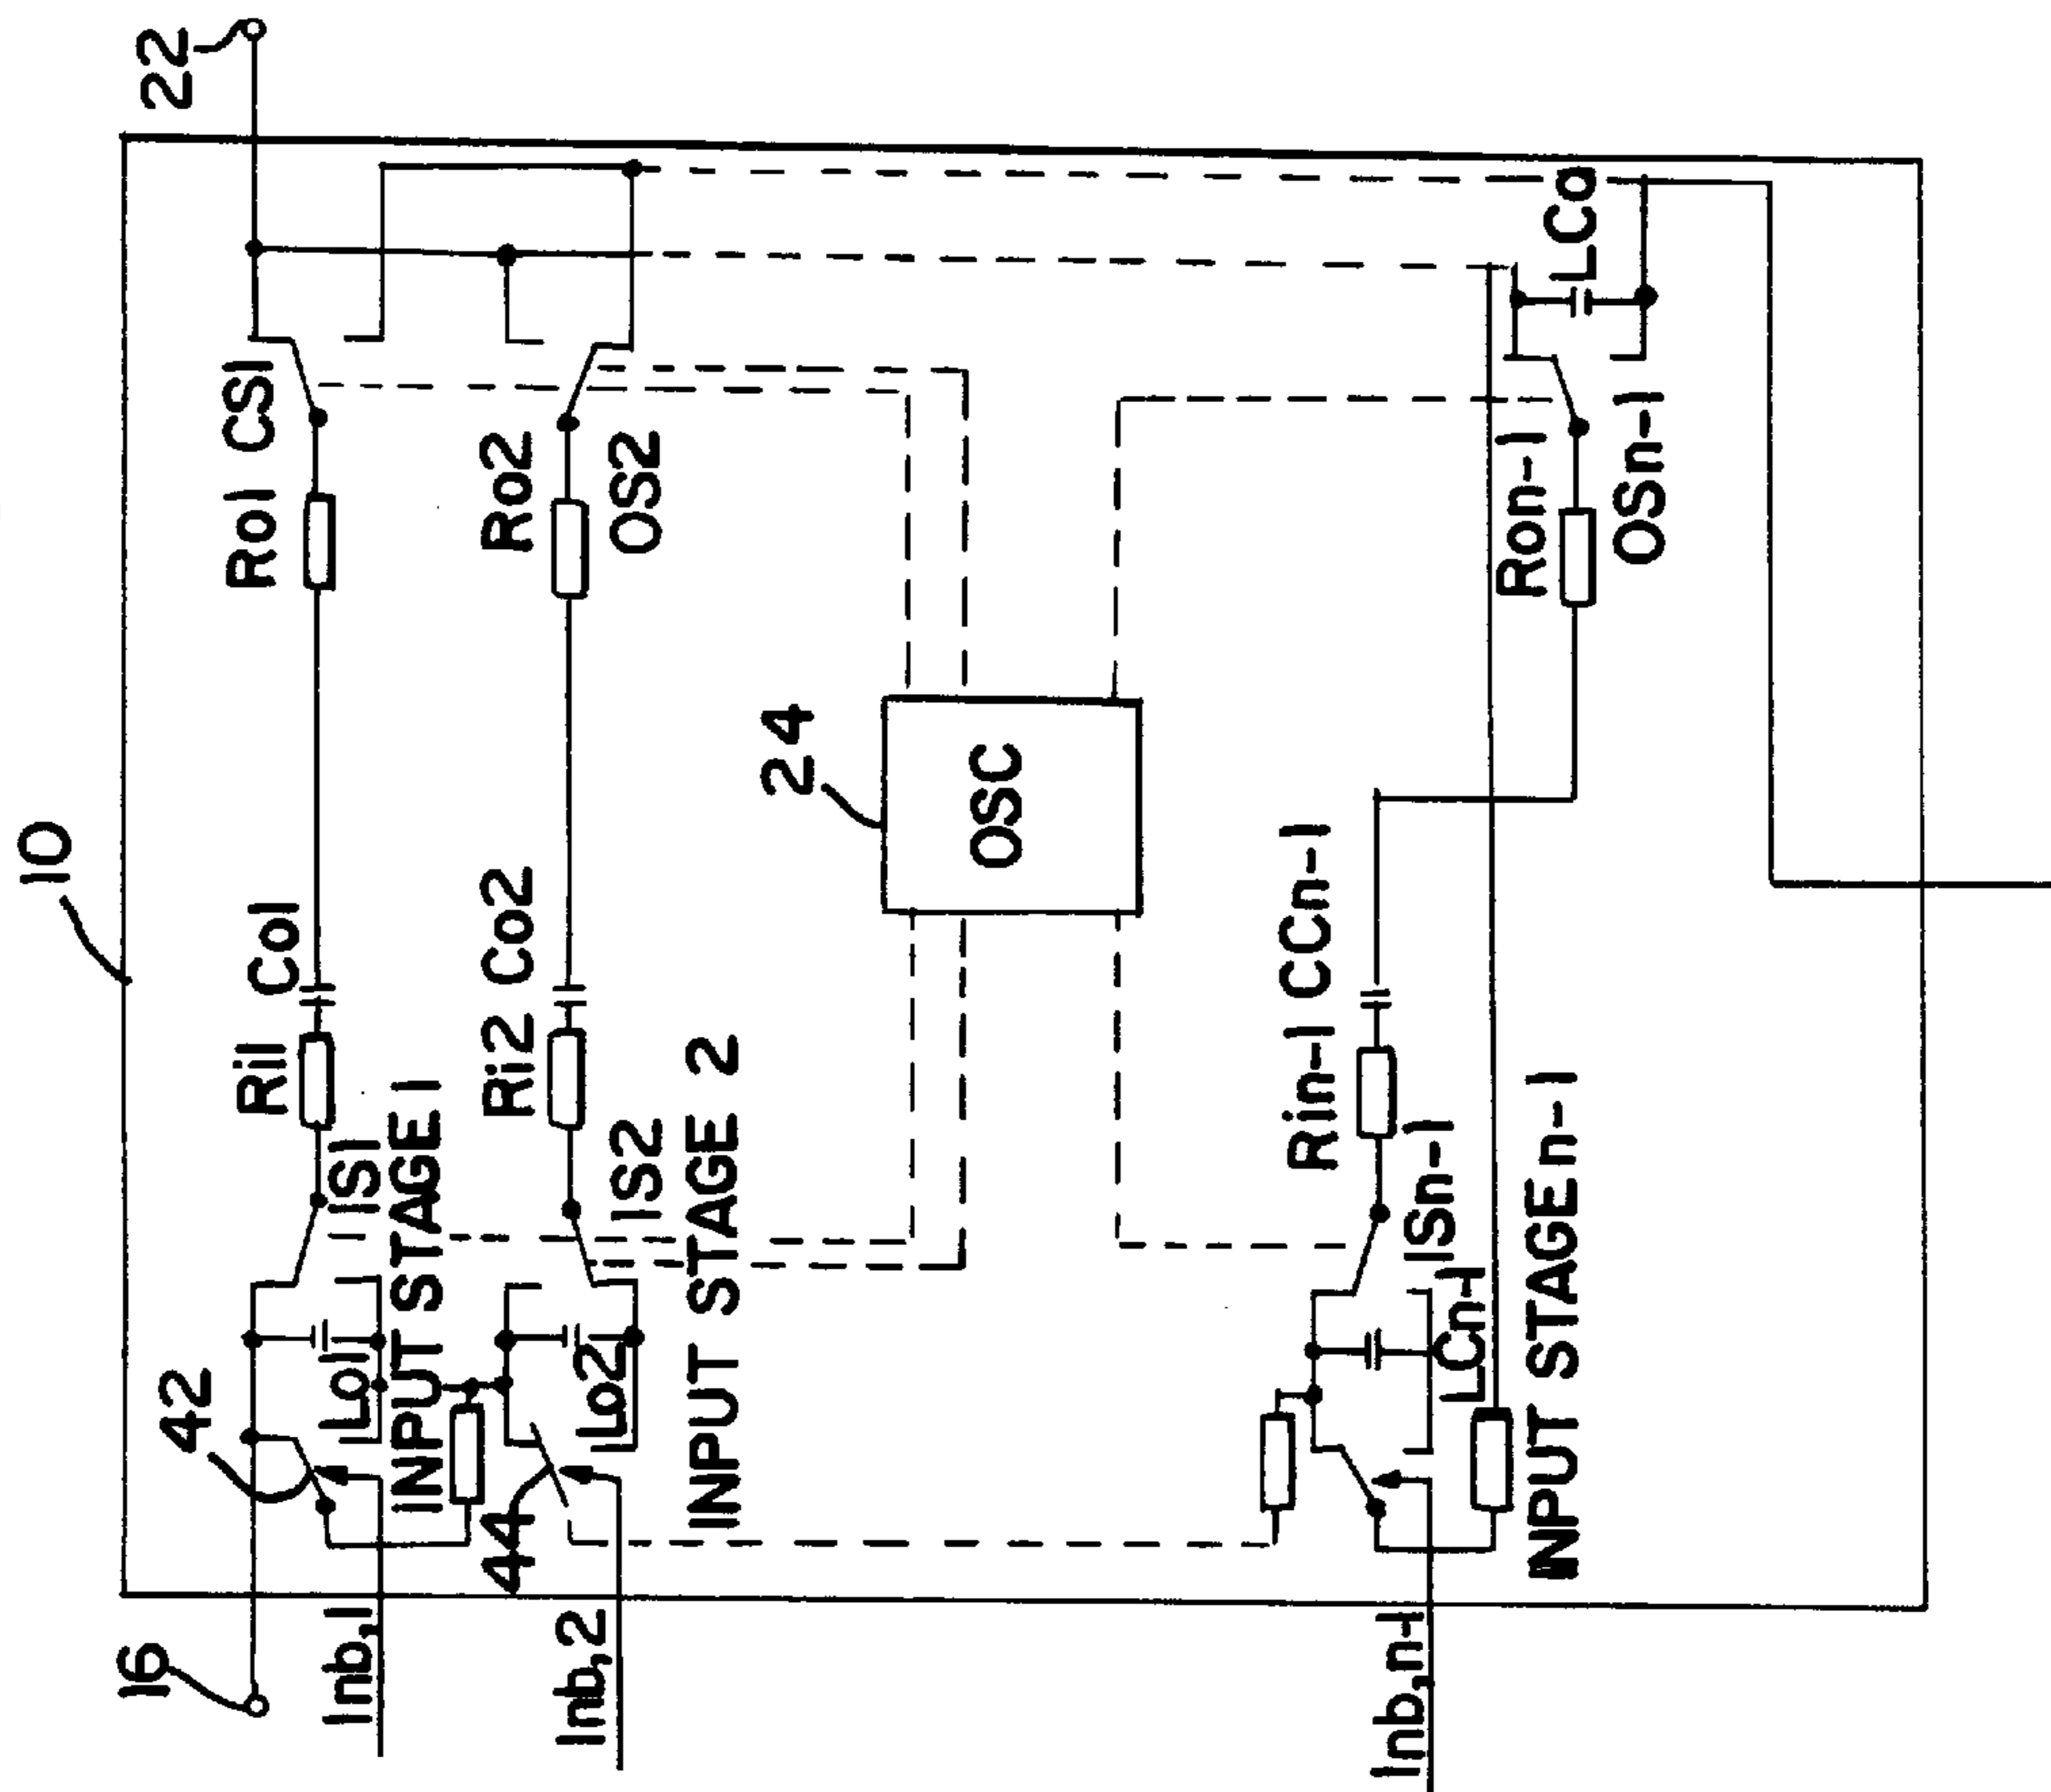 10
16
22
42
Ri1
Co1
Ro1
CS1
Inb,1
Lo1
IS1
INPUT STAGE 1
44
Ri2
Co2
Ro2
OS2
Inb,2
Lo2
IS2
INPUT STAGE 2
24
OSC
Rin-1
CCn-1
Inb,n-1
LCn-1
ISn-1
INPUT STAGE n-1
Ron-1
OSn-1
LCo